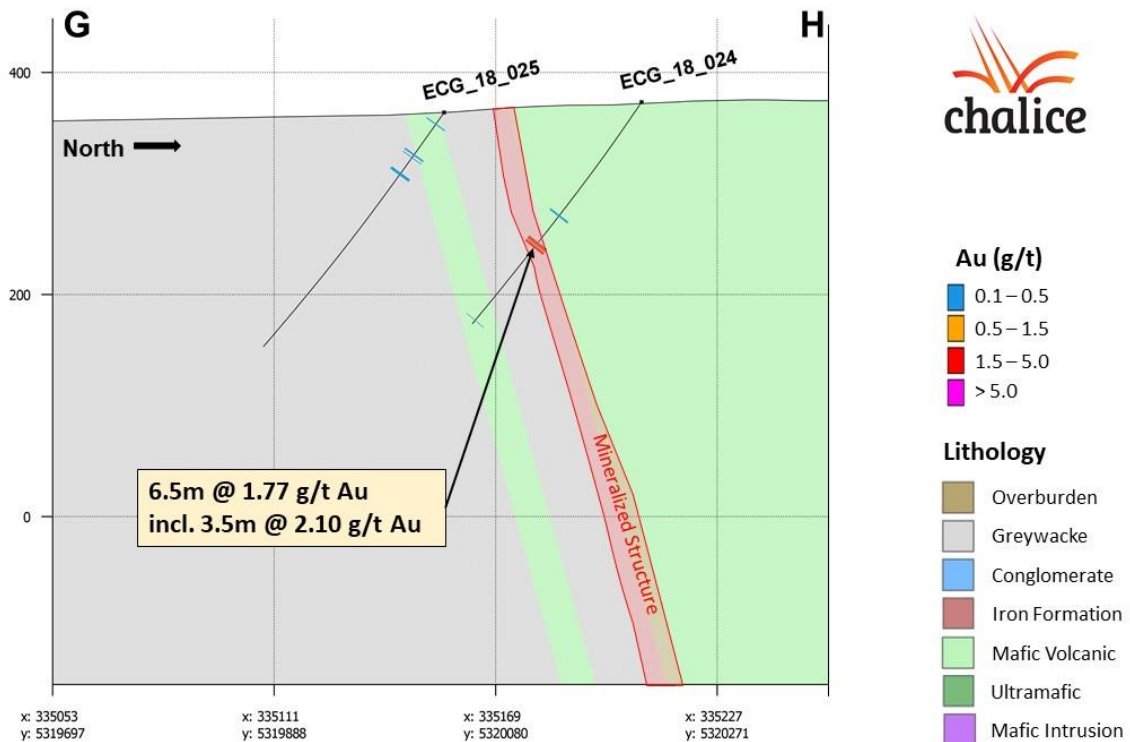 G
H
chalice
400
ECG_18_025
ECG_18_024
North
Au (g/t)
0.1 – 0.5
0.5 – 1.5
1.5 – 5.0
> 5.0
200
Lithology
Overburden
Greywacke
Conglomerate
Iron Formation
Mafic Volcanic
Ultramafic
Mafic Intrusion
6.5m @ 1.77 g/t Au
incl. 3.5m @ 2.10 g/t Au
Mineralized Structure
0
x: 335053
y: 5319697
x: 335111
y: 5319888
x: 335169
y: 5320080
x: 335227
y: 5320271